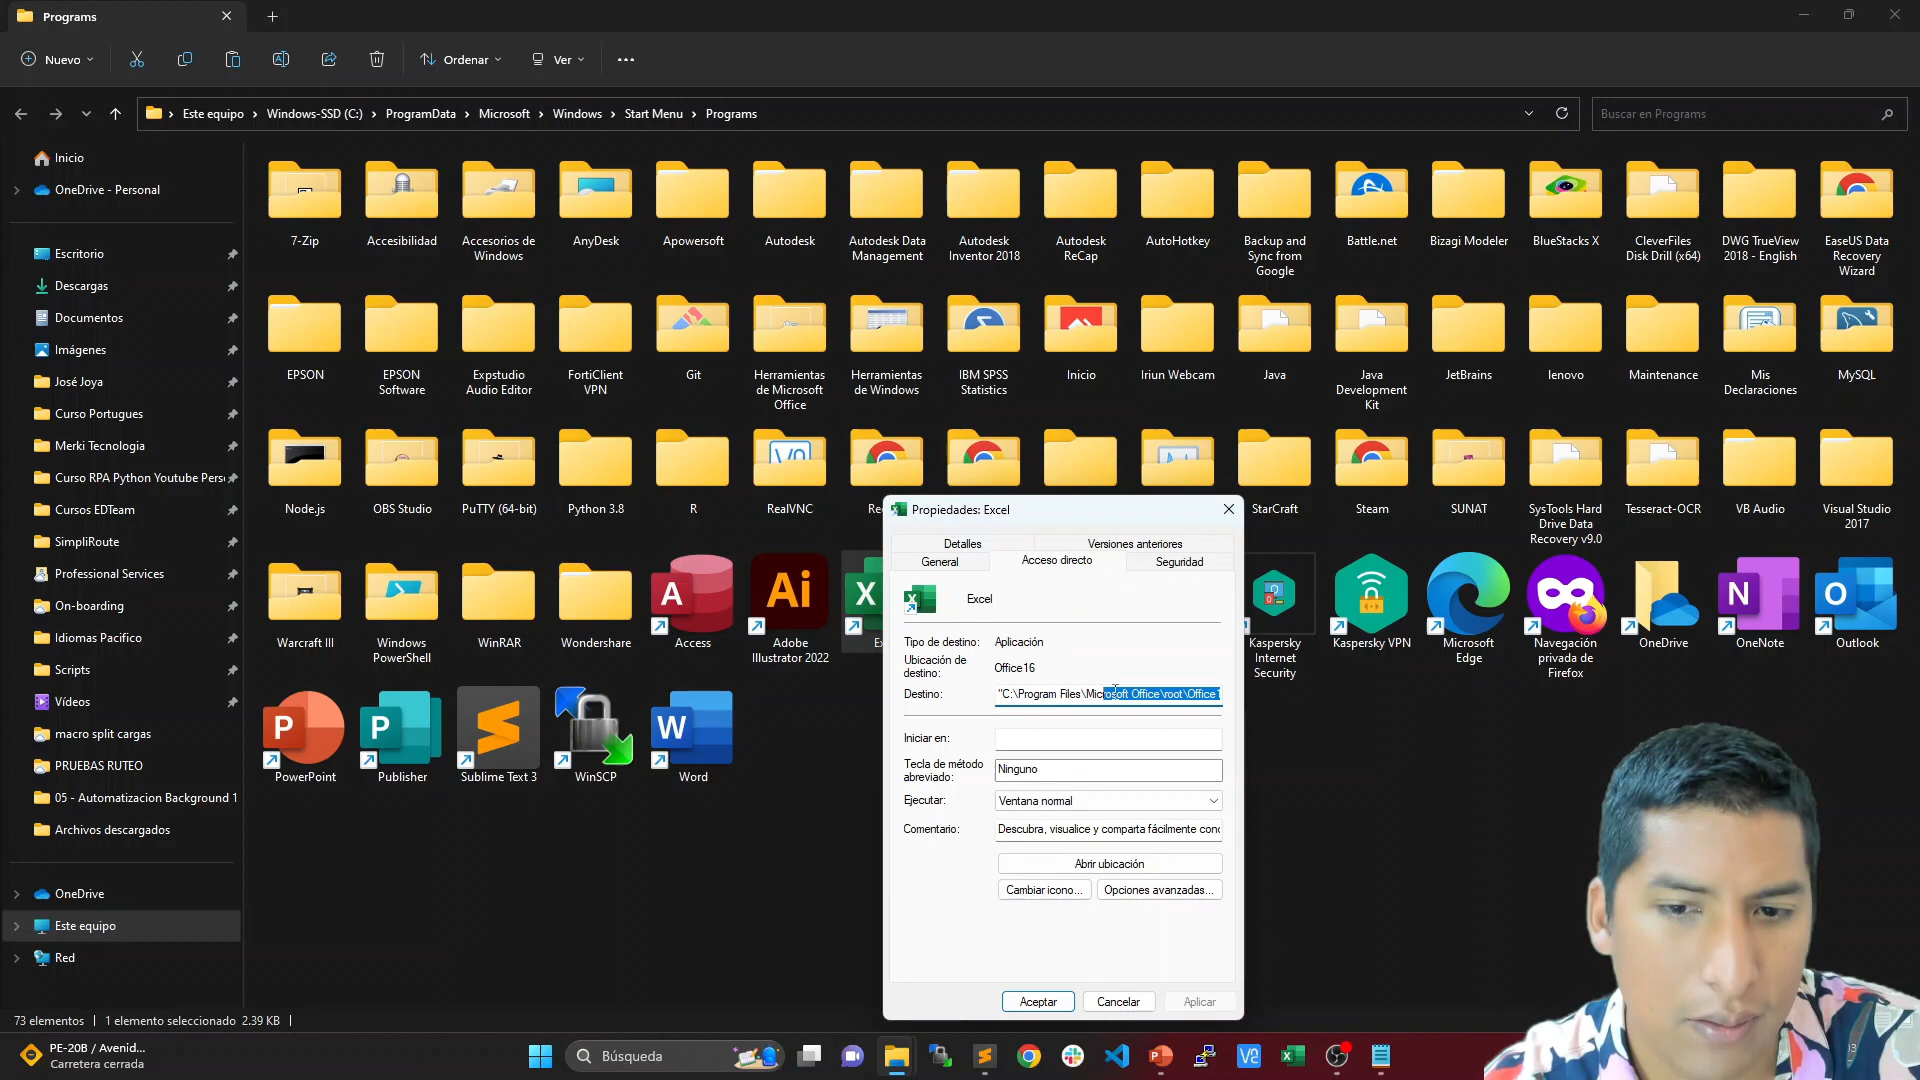 Programs
Nuevo
Ordenar
Ver
Este equipo
Windows-SSD (C:)
ProgramData
Microsoft
Windows
Start Menu
Programs
Buscar en Programs
Inicio
OneDrive - Personal
Escritorio
Descargas
Documentos
Imágenes
José Joya
Curso Portugues
Merki Tecnologia
Curso RPA Python Youtube Pers
Cursos EDTeam
SimpliRoute
Professional Services
On-boarding
Idiomas Pacifico
Scripts
Vídeos
macro split cargas
PRUEBAS RUTEO
05 - Automatizacion Background 1
Archivos descargados
OneDrive
Este equipo
Red
7-Zip
Accesibilidad
Accesorios de
Windows
AnyDesk
Apowersoft
Autodesk
Autodesk Data
Management
Autodesk
Inventor 2018
Autodesk
ReCap
AutoHotkey
Backup and
Sync from
Google
Battle.net
Bizagi Modeler
BlueStacks X
CleverFiles
Disk Drill (x64)
DWG TrueView
2018 - English
EaseUS Data
Recovery
Wizard
EPSON
EPSON
Software
Expstudio
Audio Editor
FortiClient
VPN
Git
Herramientas
de Microsoft
Office
Herramientas
de Windows
IBM SPSS
Statistics
Inicio
Iriun Webcam
Java
Java
Development
Kit
JetBrains
lenovo
Maintenance
Mis
Declaraciones
MySQL
Node.js
OBS Studio
PuTTY (64-bit)
Python 3.8
R
RealVNC
Re
StarCraft
Steam
SUNAT
SysTools Hard
Drive Data
Recovery v9.0
Tesseract-OCR
VB Audio
Visual Studio
2017
Warcraft III
Windows
PowerShell
WinRAR
Wondershare
Access
Adobe
Illustrator 2022
Ex
Kaspersky
Internet
Security
Kaspersky VPN
Microsoft
Edge
Navegación
privada de
Firefox
OneDrive
OneNote
Outlook
PowerPoint
Publisher
Sublime Text 3
WinSCP
Word
Propiedades: Excel
Detalles
Versiones anteriores
General
Acceso directo
Seguridad
Excel
Tipo de destino: Aplicación
Ubicación de
destino: Office16
Destino: "C:\Program Files\Microsoft Office\root\Office1
Iniciar en:
Tecla de método
abreviado: Ninguno
Ejecutar: Ventana normal
Comentario: Descubra, visualice y comparta fácilmente cono
Abrir ubicación
Cambiar icono...
Opciones avanzadas...
Aceptar
Cancelar
Aplicar
73 elementos
1 elemento seleccionado 2.39 KB
PE-20B / Avenid...
Carretera cerrada
Búsqueda